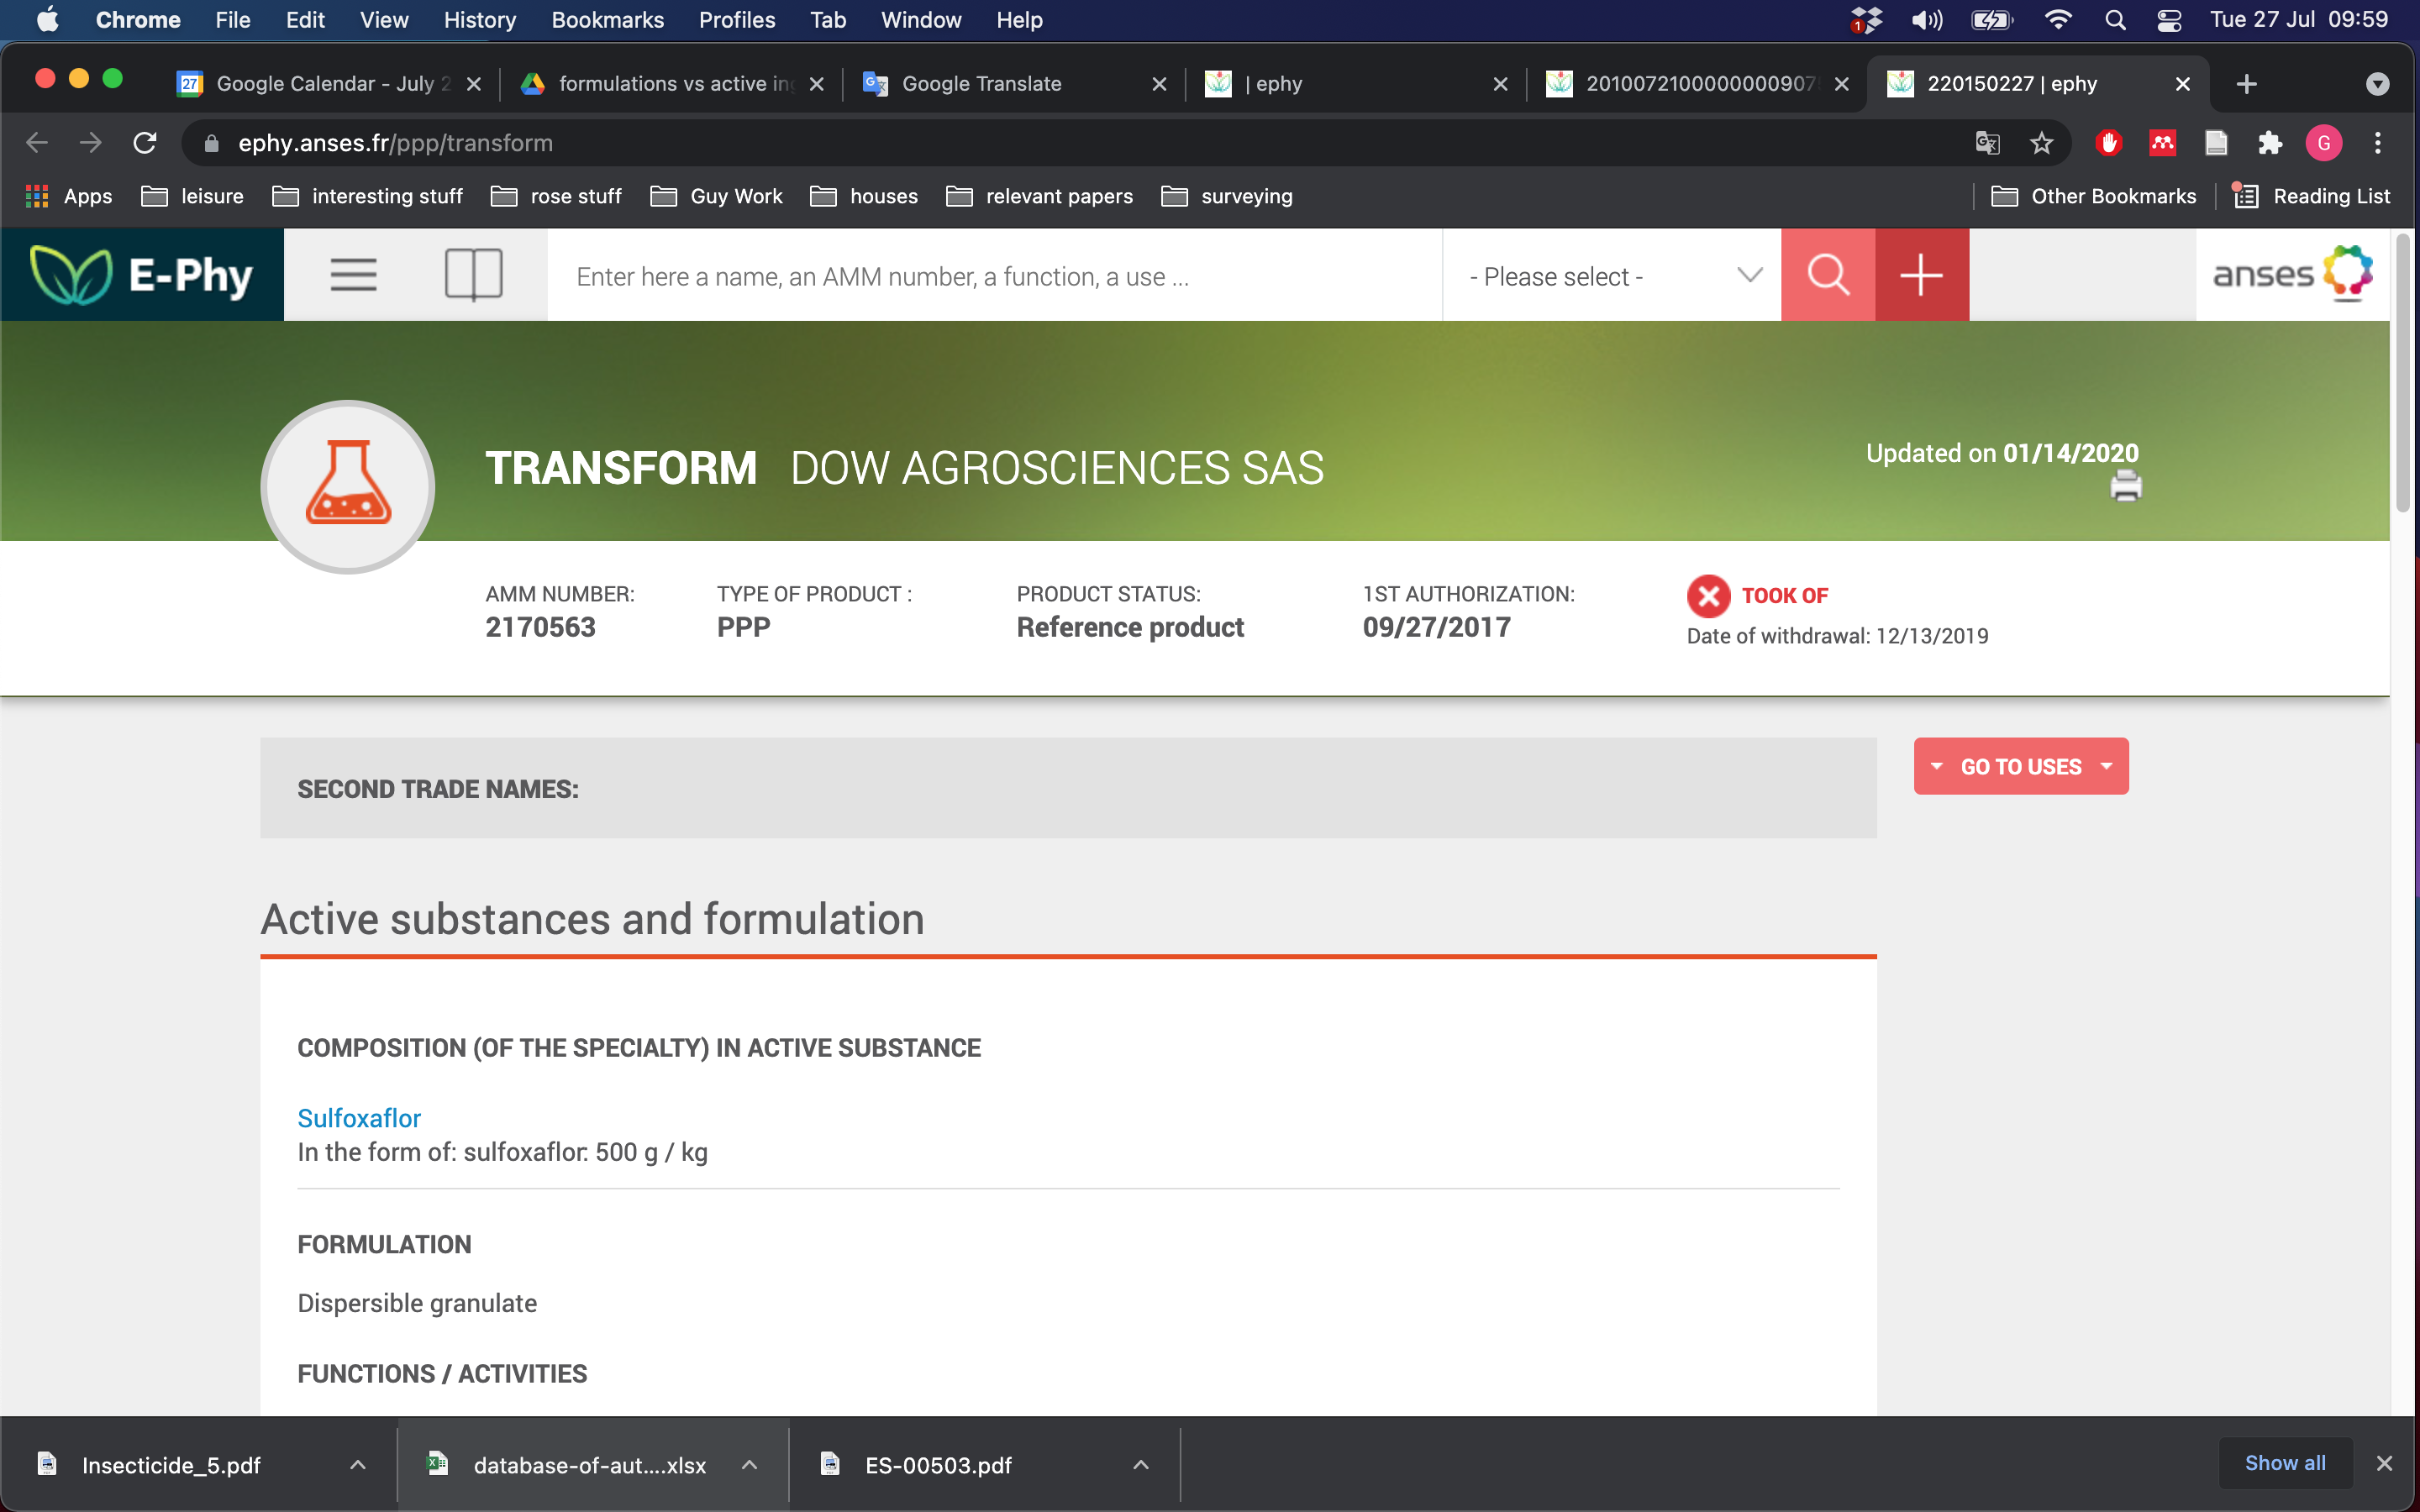 Chrome File Edit View History Bookmarks Profiles Tab Window Help 1 Tue 27 Jul 09:59
27 Google Calendar - July 2 formulations vs active in Google Translate | ephy 220150227 | ephy
ephy.anses.fr/ppp/transform G
Apps leisure interesting stuff rose stuff Guy Work houses relevant papers surveying Other Bookmarks Reading List
E-Phy Enter here a name, an AMM number, a function, a use ... - Please select - anses
TRANSFORM DOW AGROSCIENCES SAS
Updated on 01/14/2020
AMM NUMBER: TYPE OF PRODUCT : PRODUCT STATUS: 1ST AUTHORIZATION: TOOK OF
2170563 PPP Reference product 09/27/2017 Date of withdrawal: 12/13/2019
SECOND TRADE NAMES:
GO TO USES
Active substances and formulation
COMPOSITION (OF THE SPECIALTY) IN ACTIVE SUBSTANCE
Sulfoxaflor
In the form of: sulfoxaflor: 500 g / kg
FORMULATION
Dispersible granulate
FUNCTIONS / ACTIVITIES
Insecticide_5.pdf database-of-aut....xlsx ES-00503.pdf Show all